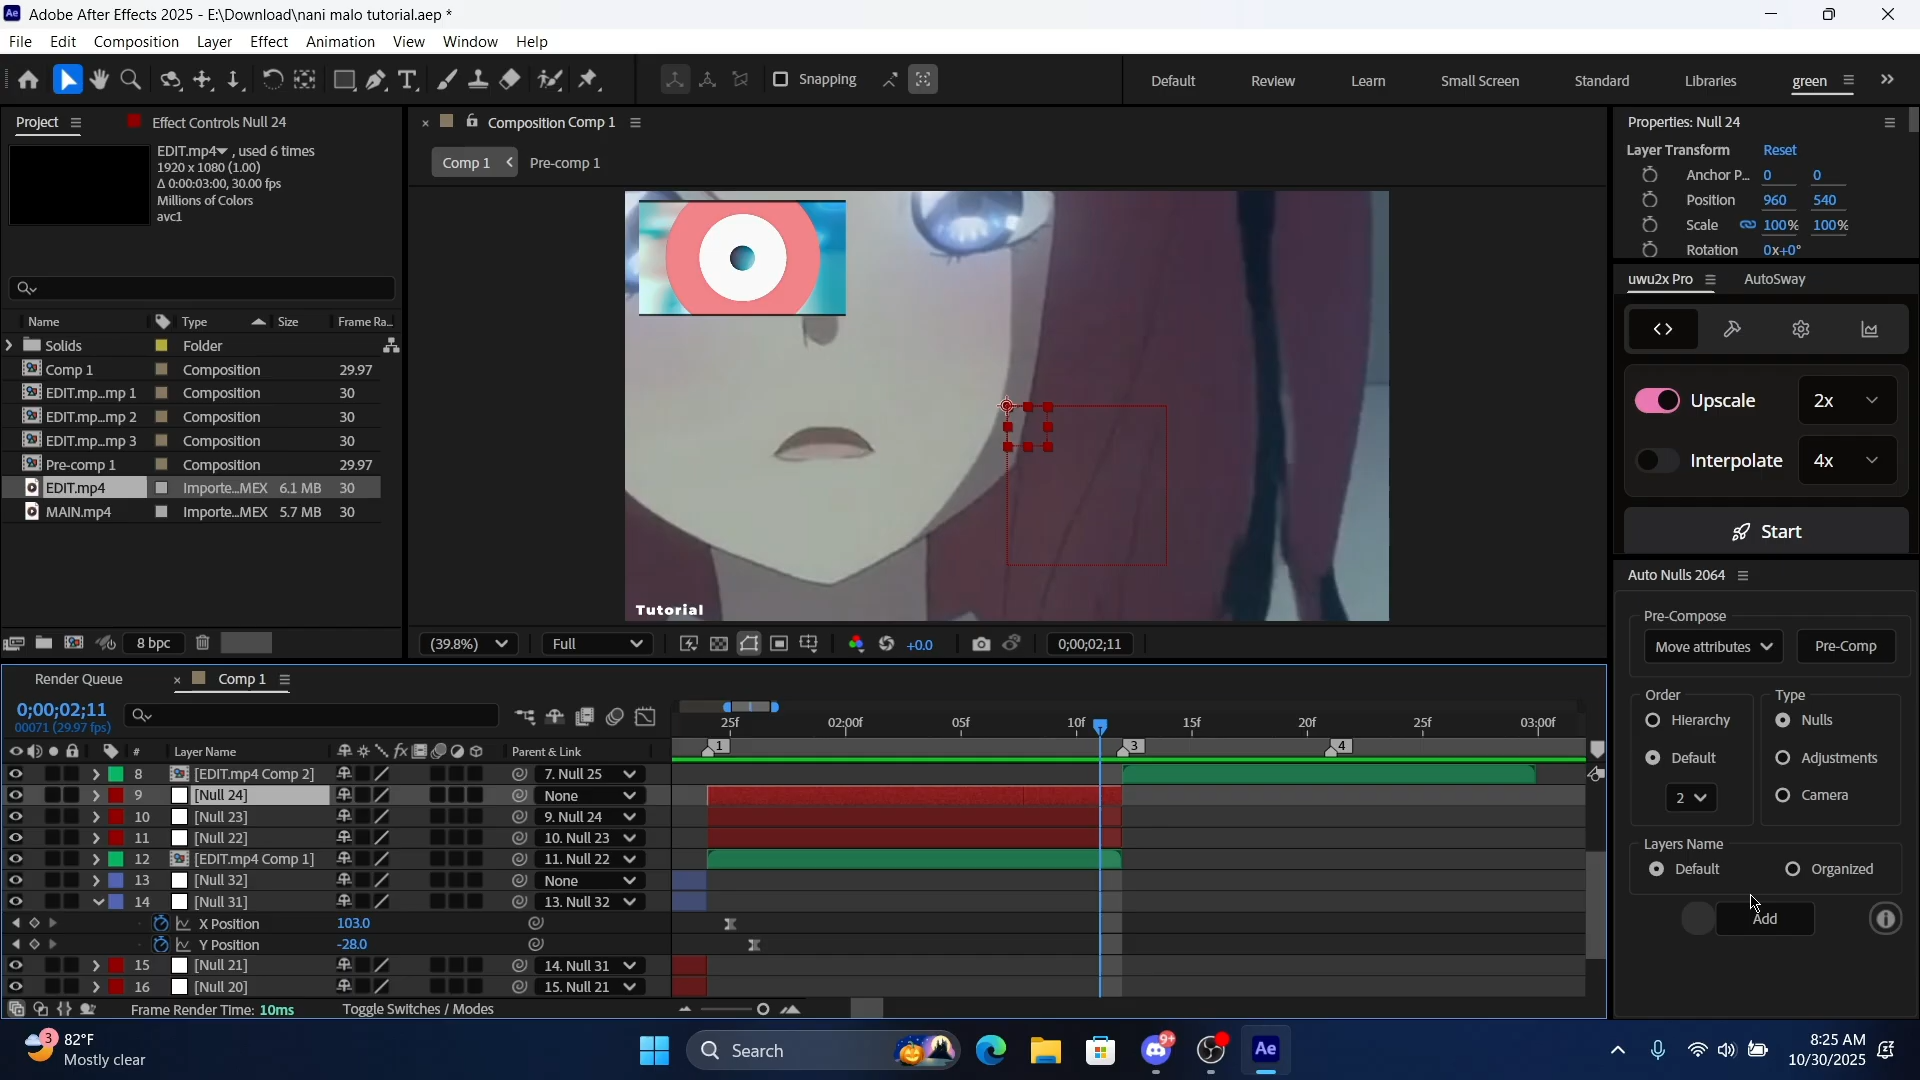 Adobe After Effects 2025 - E:\Download\nani malo tutorial.aep *
File Edit Composition Layer Effect Animation View Window Help
Snapping
Default Review Learn Small Screen Standard Libraries green
Project
Effect Controls Null 24
EDIT.mp4 , used 6 times
1920 x 1080 (1.00)
Δ 0:00:03:00, 30.00 fps
Millions of Colors
avc1
Name Type Size Frame Ra...
Solids Folder
Comp 1 Composition 29.97
EDIT.mp...mp 1 Composition 30
EDIT.mp...mp 2 Composition 30
EDIT.mp...mp 3 Composition 30
Pre-comp 1 Composition 29.97
EDIT.mp4 Importe...MEX 6.1 MB 30
MAIN.mp4 Importe...MEX 5.7 MB 30
8 bpc
Composition Comp 1
Comp 1 Pre-comp 1
Tutorial
(39.8%) Full +0.0 0;00;02;11
Properties: Null 24
Layer Transform Reset
Anchor P... 0 0
Position 960 540
Scale 100% 100%
Rotation 0x+0°
uwu2x Pro AutoSway
Upscale 2x
Interpolate 4x
Start
Auto Nulls 2064
Pre-Compose
Move attributes Pre-Comp
Order Type
Hierarchy Nulls
Default Adjustments
2 Camera
Layers Name
Default Organized
Add
Render Queue Comp 1
0;00;02;11
00071 (29.97 fps)
25f 02:00f 05f 10f 15f 20f 25f 03:00f
1 3 4
# Layer Name fx Parent & Link
8 [EDIT.mp4 Comp 2] 7. Null 25
9 [Null 24] None
10 [Null 23] 9. Null 24
11 [Null 22] 10. Null 23
12 [EDIT.mp4 Comp 1] 11. Null 22
13 [Null 32] None
14 [Null 31] 13. Null 32
X Position 103.0
Y Position -28.0
15 [Null 21] 14. Null 31
16 [Null 20] 15. Null 21
Frame Render Time: 10ms Toggle Switches / Modes
3
82°F
Mostly clear
Search
9+
Ae
8:25 AM
10/30/2025